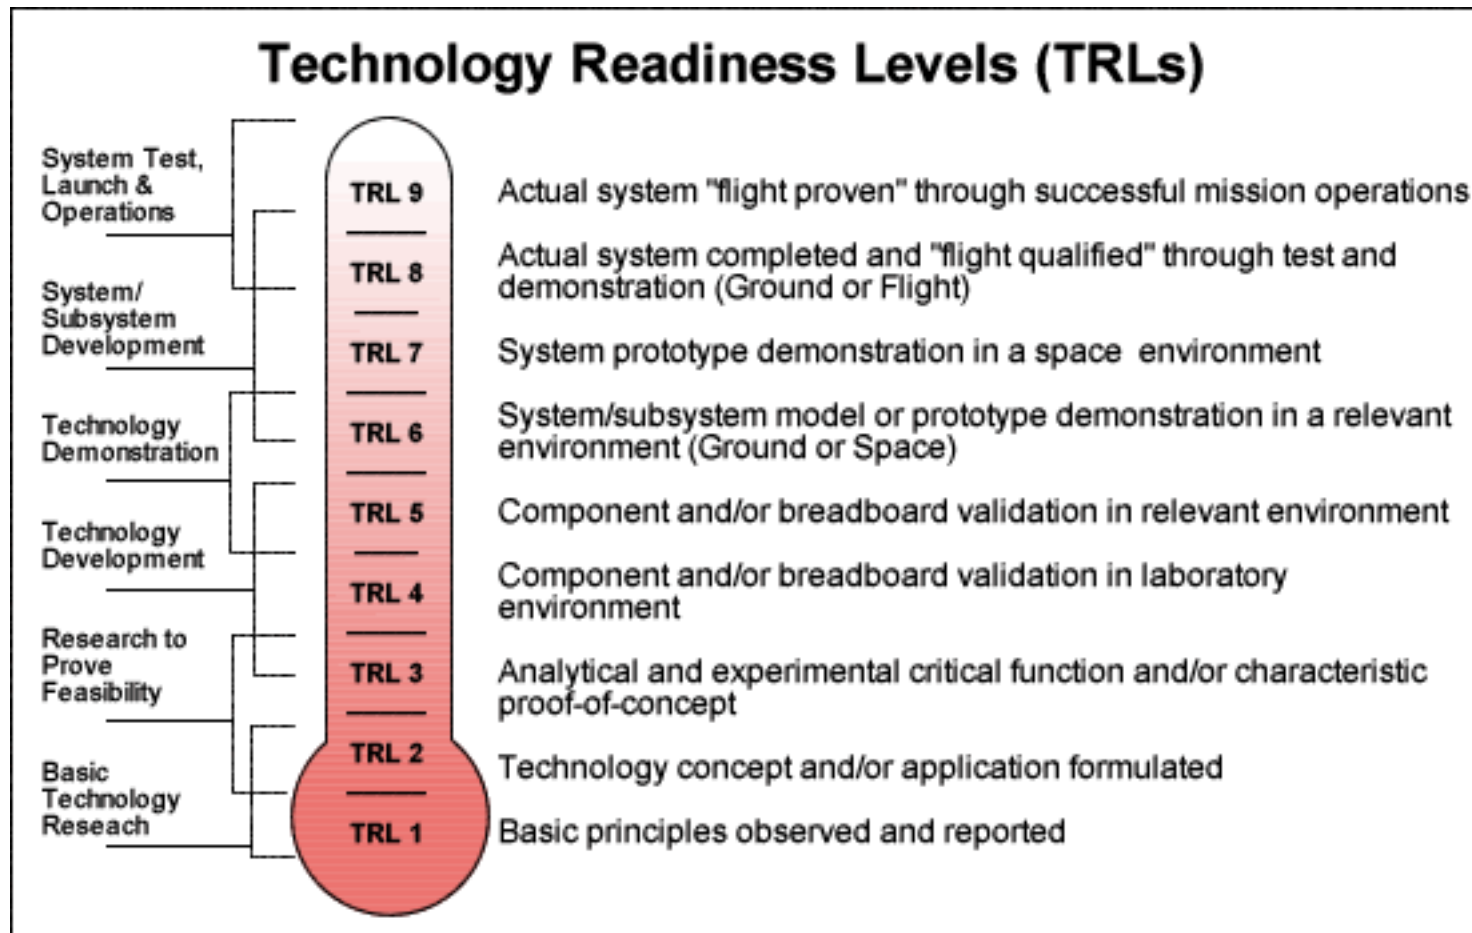 Technology Readiness Levels (TRLs)
System Test,
Launch &
Operations
System/
Subsystem
Development
Technology
Demonstration
Technology
Development
Research to
Prove
Feasibility
Basic
Technology
Reseach
TRL 9
Actual system "flight proven" through successful mission operations
TRL 8
Actual system completed and "flight qualified" through test and
demonstration (Ground or Flight)
TRL 7
System prototype demonstration in a space environment
TRL 6
System/subsystem model or prototype demonstration in a relevant
environment (Ground or Space)
TRL 5
Component and/or breadboard validation in relevant environment
TRL 4
Component and/or breadboard validation in laboratory
environment
TRL 3
Analytical and experimental critical function and/or characteristic
proof-of-concept
TRL 2
Technology concept and/or application formulated
TRL 1
Basic principles observed and reported